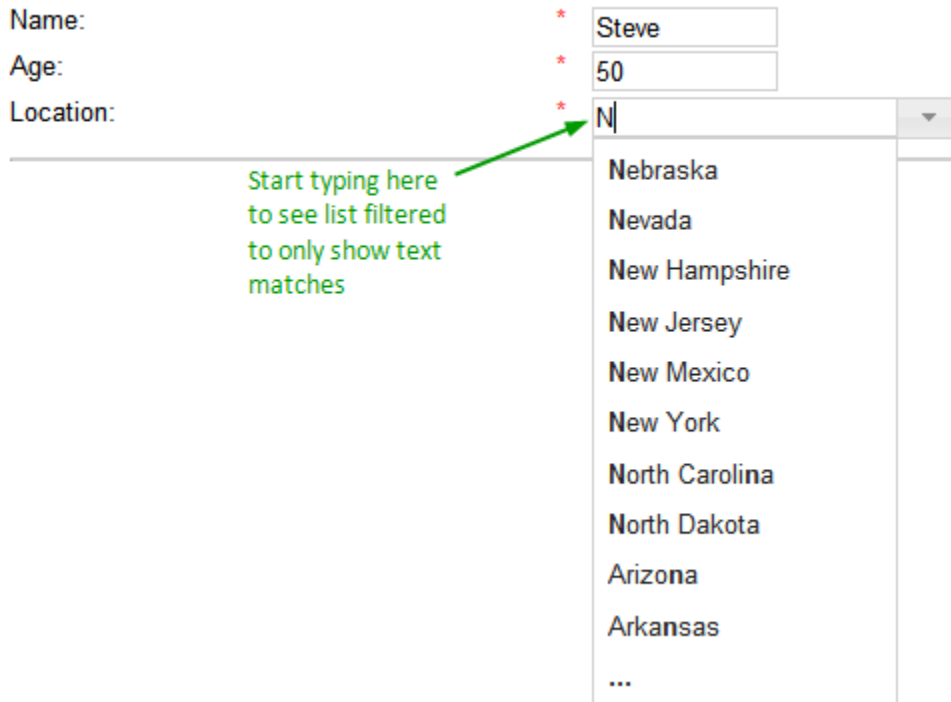 Name: * Steve
Age: * 50
Location: * N
Start typing here
to see list filtered
to only show text
matches
Nebraska
Nevada
New Hampshire
New Jersey
New Mexico
New York
North Carolina
North Dakota
Arizona
Arkansas
...